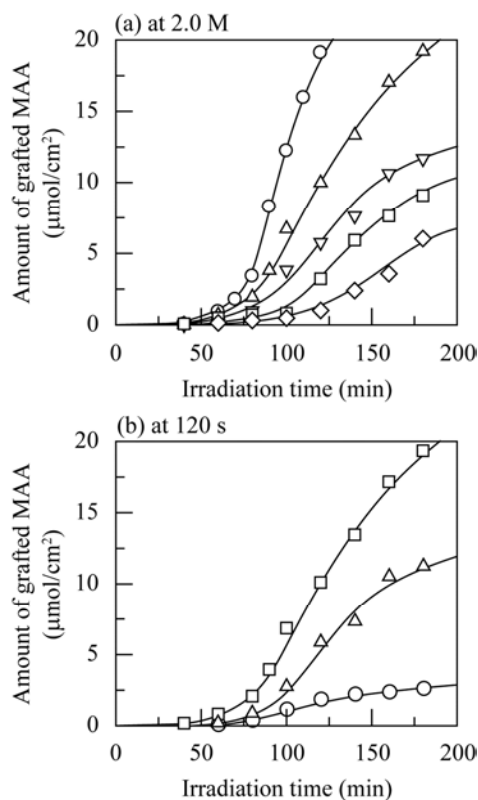 (a) at 2.0 M
20
15
10
5
0
Amount of grafted MAA
(μmol/cm²)
0 50 100 150 200
Irradiation time (min)
(b) at 120 s
20
15
10
5
0
Amount of grafted MAA
(μmol/cm²)
0 50 100 150 200
Irradiation time (min)